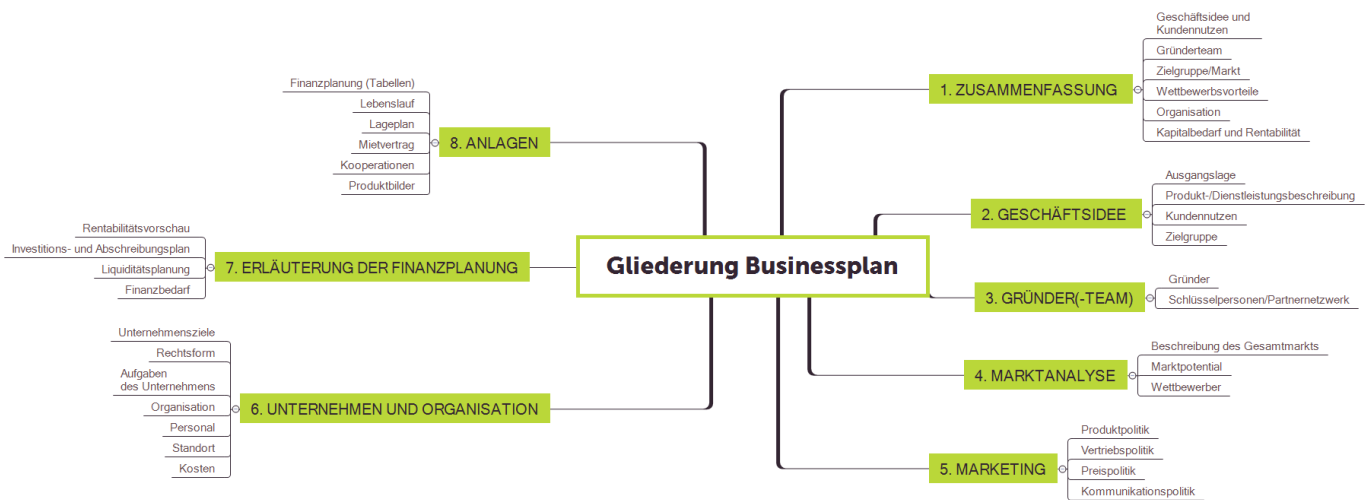 Gliederung Businessplan
1. ZUSAMMENFASSUNG
Geschäftsidee und
Kundennutzen
Gründerteam
Zielgruppe/Markt
Wettbewerbsvorteile
Organisation
Kapitalbedarf und Rentabilität
2. GESCHÄFTSIDEE
Ausgangslage
Produkt-/Dienstleistungsbeschreibung
Kundennutzen
Zielgruppe
3. GRÜNDER(-TEAM)
Gründer
Schlüsselpersonen/Partnernetzwerk
4. MARKTANALYSE
Beschreibung des Gesamtmarkts
Marktpotential
Wettbewerber
5. MARKETING
Produktpolitik
Vertriebspolitik
Preispolitik
Kommunikationspolitik
6. UNTERNEHMEN UND ORGANISATION
Unternehmensziele
Rechtsform
Aufgaben
des Unternehmens
Organisation
Personal
Standort
Kosten
7. ERLÄUTERUNG DER FINANZPLANUNG
Rentabilitätsvorschau
Investitions- und Abschreibungsplan
Liquiditätsplanung
Finanzbedarf
8. ANLAGEN
Finanzplanung (Tabellen)
Lebenslauf
Lageplan
Mietvertrag
Kooperationen
Produktbilder